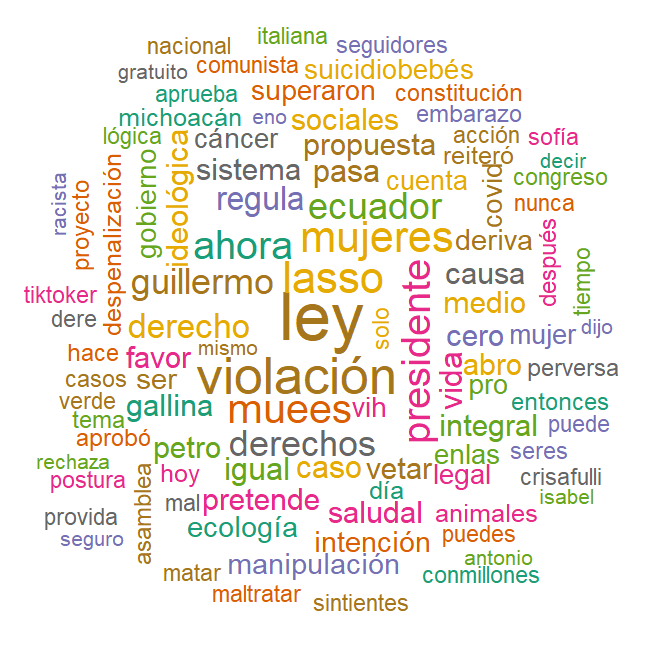 italiana
nacional
seguidores
gratuito
comunista
suicidiobebés
aprueba
superaron
constitución
michoacán
eno
sociales
embarazo
lógica
cáncer
propuesta
acción
sofía
racista
proyecto
despenalización
gobierno
ideológica
sistema
pasa
reiteró
decir
regula
cuenta
covid
congreso
ecuador
nunca
ahora
mujeres
deriva
después
tiempo
guillermo
lasso
causa
tiktoker
presidente
medio
dere
derecho
ley
solo
cero
mujer
dijo
hace
favor
mismo
vida
abro
perversa
casos
ser
violación
pro
verde
gallina
muees
vih
entonces
tema
integral
puede
aprobó
petro
derechos
enlas
seres
rechaza
igual
caso
vetar
legal
crisafulli
postura
asamblea
hoy
día
isabel
mal
pretende
saludal
animales
provida
ecología
puedes
seguro
intención
antonio
matar
manipulación
conmillones
maltratar
sintientes